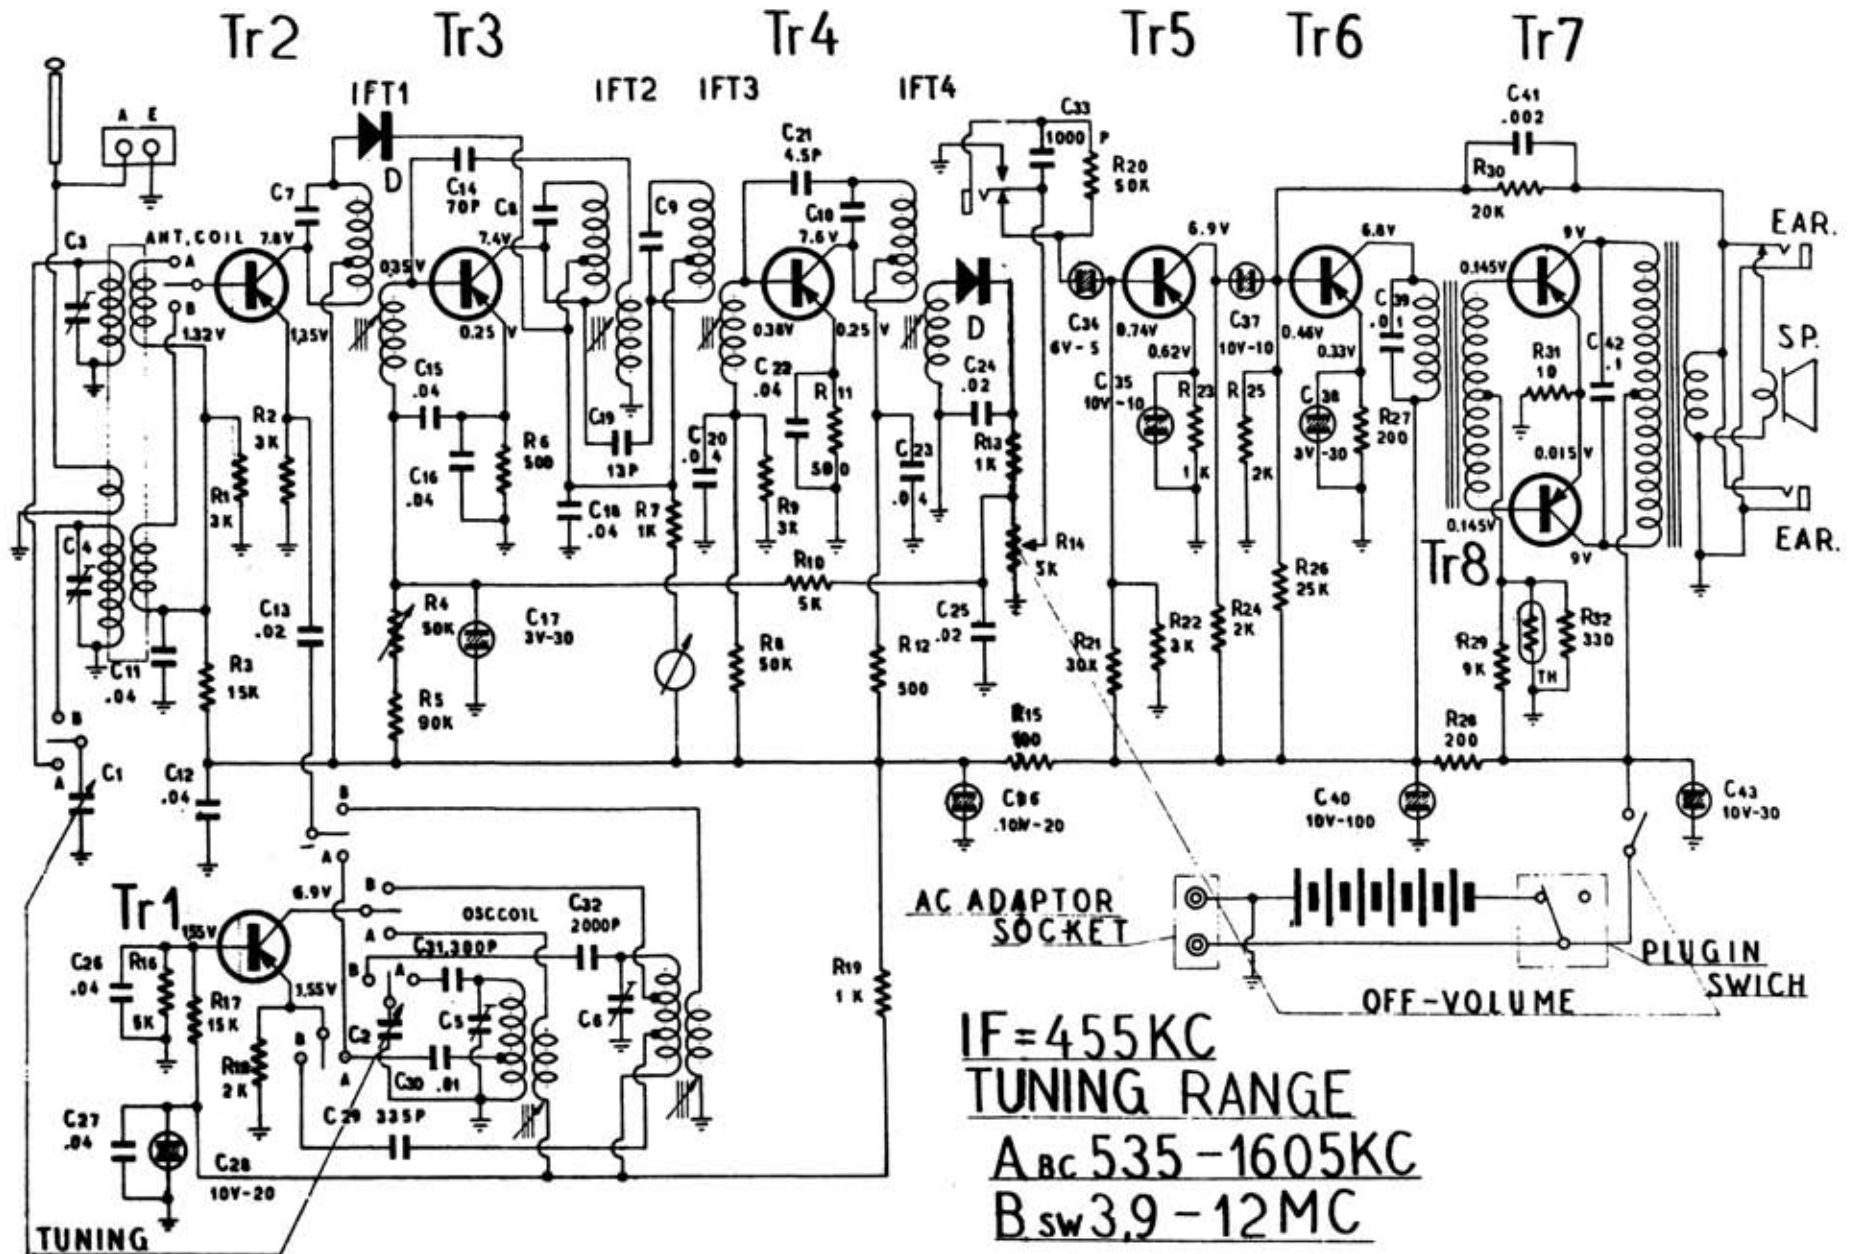 Tr2 Tr3 Tr4 Tr5 Tr6 Tr7
IFT1 IFT2 IFT3 IFT4
A E
D
C3
ANT. COIL
A
B
1.32V
C7
7.8V
1.35V
C14
70P
0.35V
7.4V
0.25 V
C8
C9
C21
4.5P
C10
7.6V
0.38V
0.25 V
D
C33
1000 P
R20
50K
C34
6V-5
6.9V
0.74V
0.62V
C37
10V-10
6.8V
0.46V
0.33V
C39
.01
C41
.002
R30
20K
9V
0.145V
R31
10
C42
.1
0.015V
0.145V
9V
EAR.
SP.
EAR.
Tr8
R1
3K
R2
3K
C15
.04
C16
.04
R6
500
C19
13P
C18
.04
R7
1K
C20
R9
3K
C22
.04
R11
C23
C24
.02
R13
1K
R14
5K
C35
10V-10
R23
1K
R25
2K
C38
3V-30
R27
200
C4
C11
.04
R3
15K
C13
.02
R4
50K
C17
3V-30
R5
90K
R10
5K
R8
50K
R12
500
C25
.02
R21
30K
R22
3K
R24
2K
R26
25K
R29
9K
TH
R32
330
B
A
C1
C12
.04
R15
R28
200
C40
10V-100
C43
10V-30
B
A
Tr1
1.55V
6.9V
1.55V
B
A
OSC COIL
C32
2000P
C26
.04
R16
5K
R17
15K
R18
2K
B
A
C31,300P
B
A
C2
C5
C6
C30 .01
C29 335P
R19
1K
C27
.04
C28
10V-20
TUNING
AC ADAPTOR
SOCKET
PLUGIN
SWICH
OFF-VOLUME
IF=455KC
TUNING RANGE
A BC 535-1605KC
B SW 3,9-12MC